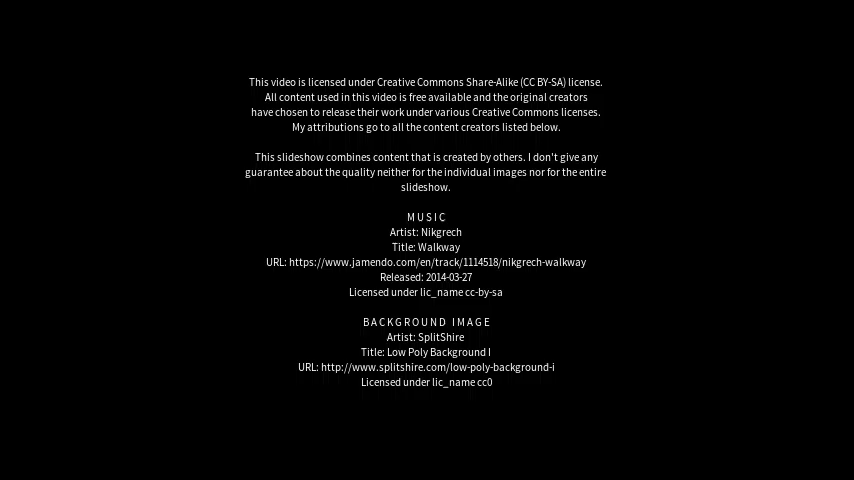 This video is licensed under Creative Commons Share-Alike (CC BY-SA) license.
All content used in this video is free available and the original creators
have chosen to release their work under various Creative Commons licenses.
My attributions go to all the content creators listed below.
This slideshow combines content that is created by others. I don't give any
guarantee about the quality neither for the individual images nor for the entire
slideshow.
MUSIC
Artist: Nikgrech
Title: Walkway
URL: https://www.jamendo.com/en/track/1114518/nikgrech-walkway
Released: 2014-03-27
Licensed under lic_name cc-by-sa
BACKGROUND IMAGE
Artist: SplitShire
Title: Low Poly Background I
URL: http://www.splitshire.com/low-poly-background-i
Licensed under lic_name cc0